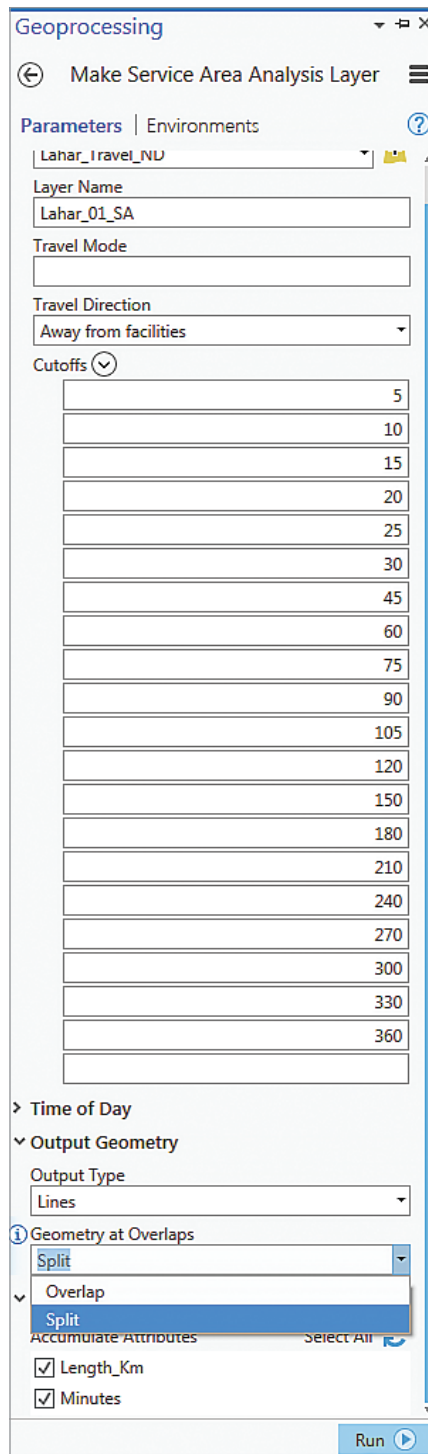 Geoprocessing
Make Service Area Analysis Layer
Parameters | Environments
Lahar_Travel_ND
Layer Name
Lahar_01_SA
Travel Mode
Travel Direction
Away from facilities
Cutoffs
5
10
15
20
25
30
45
60
75
90
105
120
150
180
210
240
270
300
330
360
Time of Day
Output Geometry
Output Type
Lines
Geometry at Overlaps
Split
Overlap
Split
Accumulate Attributes Select All
Length_Km
Minutes
Run